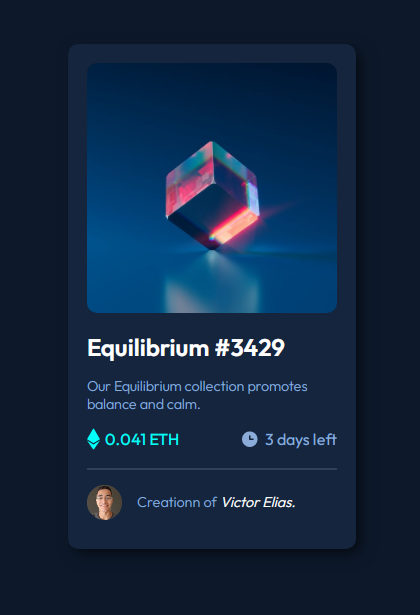 Equilibrium #3429
Our Equilibrium collection promotes
balance and calm.
0.041 ETH
3 days left
Creationn of Victor Elias.